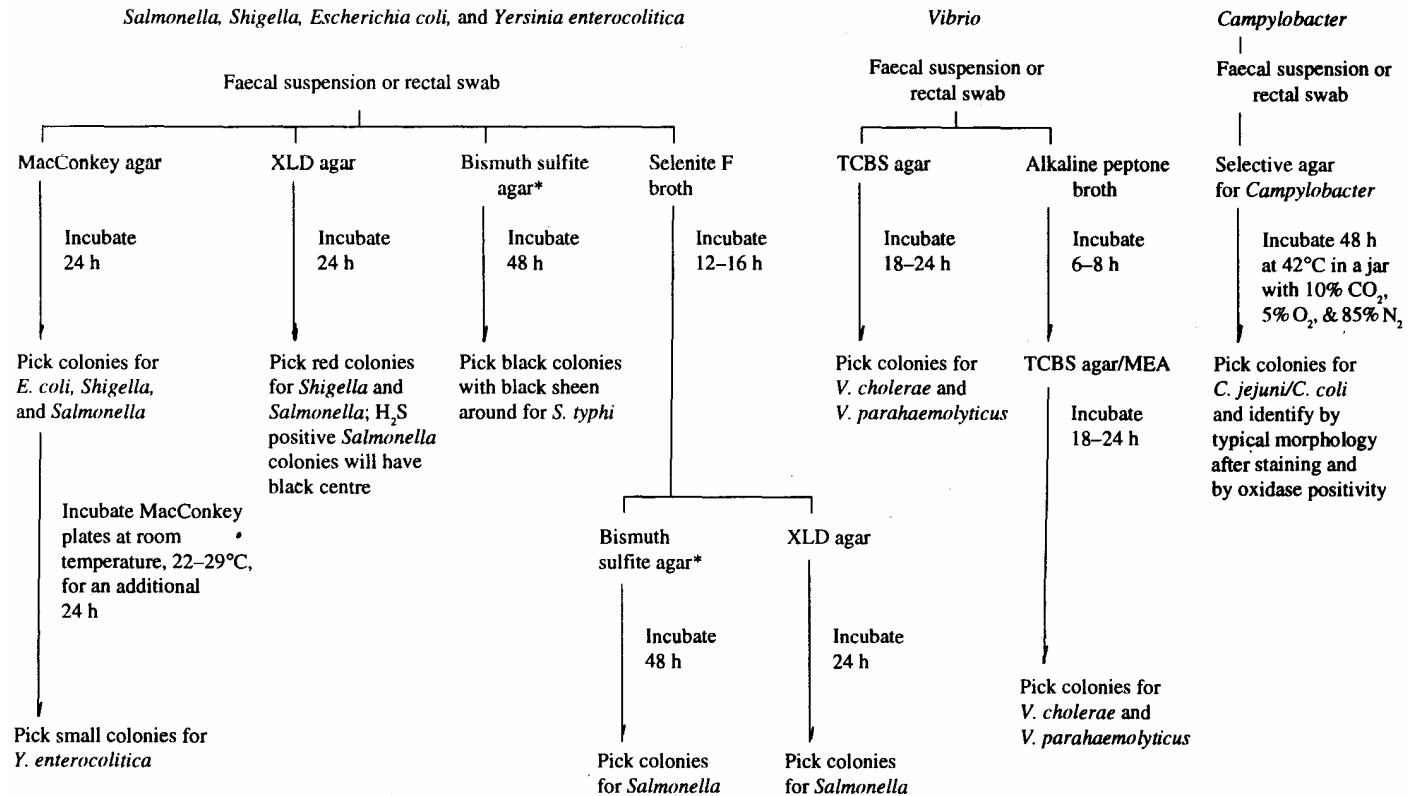 Salmonella, Shigella, Escherichia coli, and Yersinia enterocolitica
Faecal suspension or rectal swab
MacConkey agar
Incubate
24 h
Pick colonies for
E. coli, Shigella,
and Salmonella
Incubate MacConkey
plates at room
temperature, 22–29°C,
for an additional
24 h
Pick small colonies for
Y. enterocolitica
XLD agar
Incubate
24 h
Pick red colonies
for Shigella and
Salmonella; H₂S
positive Salmonella
colonies will have
black centre
Bismuth sulfite
agar*
Incubate
48 h
Pick black colonies
with black sheen
around for S. typhi
Selenite F
broth
Incubate
12–16 h
Bismuth
sulfite agar*
Incubate
48 h
Pick colonies
for Salmonella
XLD agar
Incubate
24 h
Pick colonies
for Salmonella
Vibrio
Faecal suspension or
rectal swab
TCBS agar
Incubate
18–24 h
Pick colonies for
V. cholerae and
V. parahaemolyticus
Alkaline peptone
broth
Incubate
6–8 h
TCBS agar/MEA
Incubate
18–24 h
Pick colonies for
V. cholerae and
V. parahaemolyticus
Campylobacter
Faecal suspension or
rectal swab
Selective agar
for Campylobacter
Incubate 48 h
at 42°C in a jar
with 10% CO₂,
5% O₂, & 85% N₂
Pick colonies for
C. jejuni/C. coli
and identify by
typical morphology
after staining and
by oxidase positivity